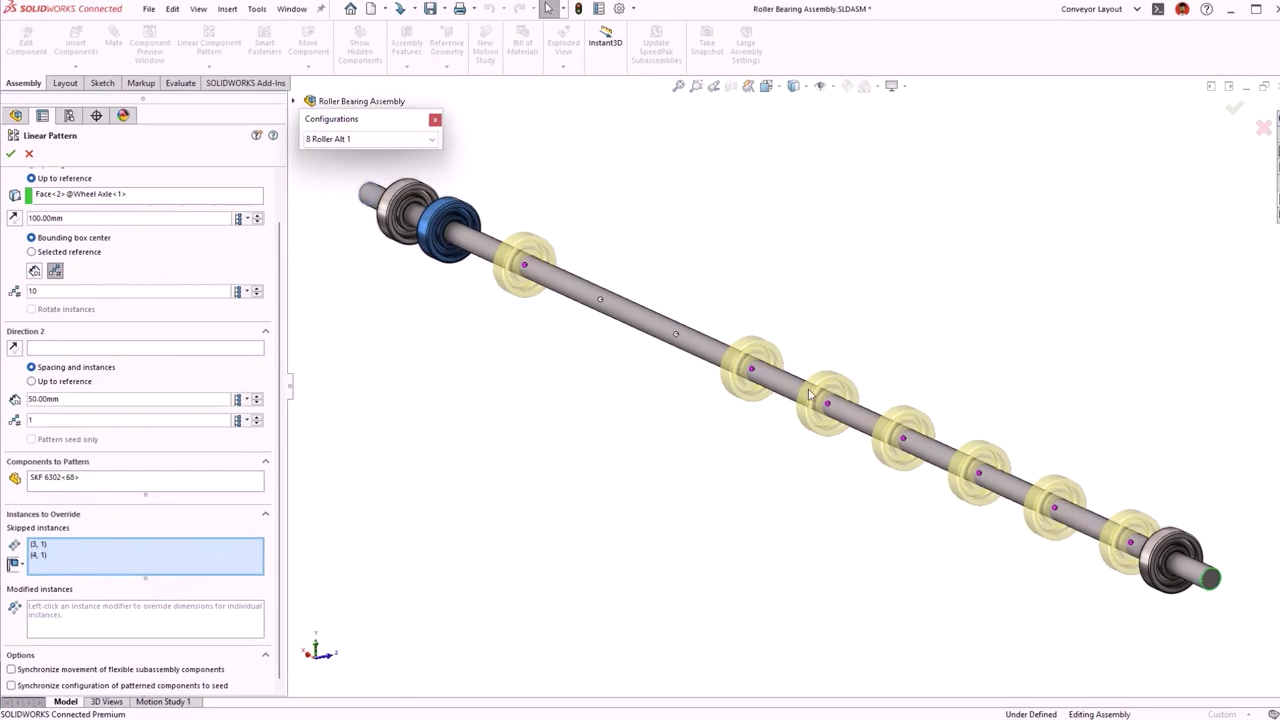 SOLIDWORKS Connected
File
Edit
View
Insert
Tools
Window
Roller Bearing Assembly.SLDASM *
Conveyor Layout
Edit
Component
Insert
Components
Mate
Component
Preview
Window
Linear Component
Pattern
Smart
Fasteners
Move
Component
Show
Hidden
Components
Assembly
Features
Reference
Geometry
New
Motion
Study
Bill of
Materials
Exploded
View
Instant3D
Update
SpeedPak
Subassemblies
Take
Snapshot
Large
Assembly
Settings
Assembly
Layout
Sketch
Markup
Evaluate
SOLIDWORKS Add-Ins
Roller Bearing Assembly
Configurations
8 Roller Alt 1
Linear Pattern
Up to reference
Face<2>@Wheel Axle<1>
100.00mm
Bounding box center
Selected reference
10
Rotate instances
Direction 2
Spacing and instances
Up to reference
50.00mm
1
Pattern seed only
Components to Pattern
SKF 6302<68>
Instances to Override
Skipped instances
(3, 1)
(4, 1)
Modified instances
Left-click an instance modifier to override dimensions for individual
instances.
Options
Synchronize movement of flexible subassembly components
Synchronize configuration of patterned components to seed
Y
X
Z
Model
3D Views
Motion Study 1
SOLIDWORKS Connected Premium
Under Defined
Editing Assembly
Custom